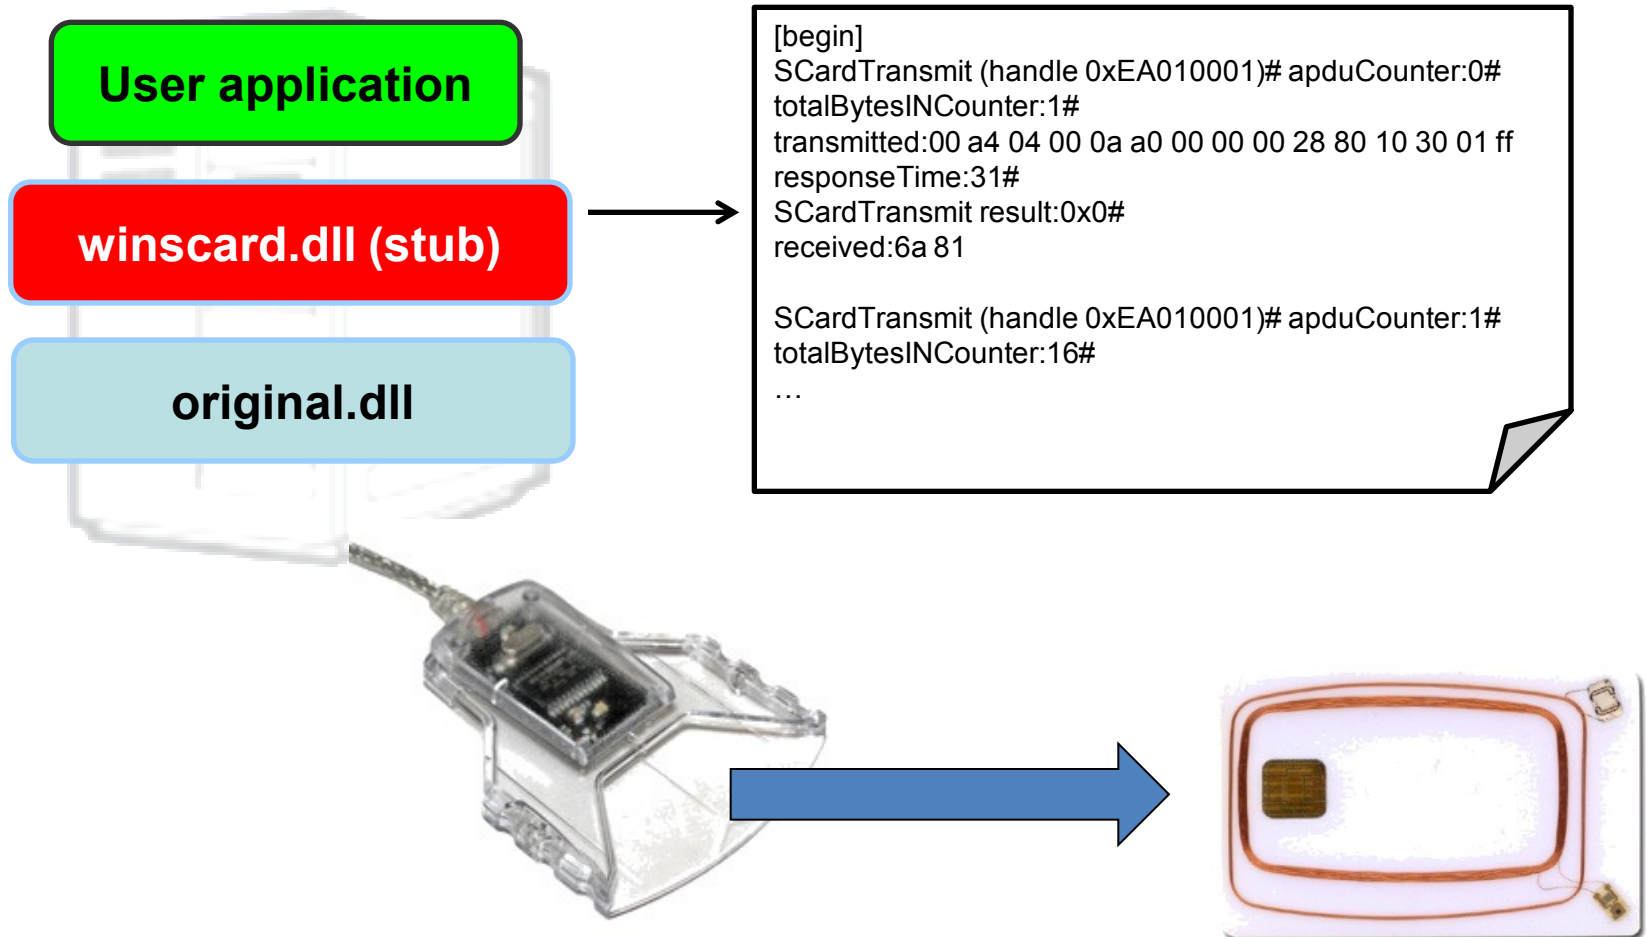 User application
winscard.dll (stub)
original.dll
[begin]
SCardTransmit (handle 0xEA010001)# apduCounter:0#
totalBytesINCounter:1#
transmitted:00 a4 04 00 0a a0 00 00 00 28 80 10 30 01 ff
responseTime:31#
SCardTransmit result:0x0#
received:6a 81
SCardTransmit (handle 0xEA010001)# apduCounter:1#
totalBytesINCounter:16#
…